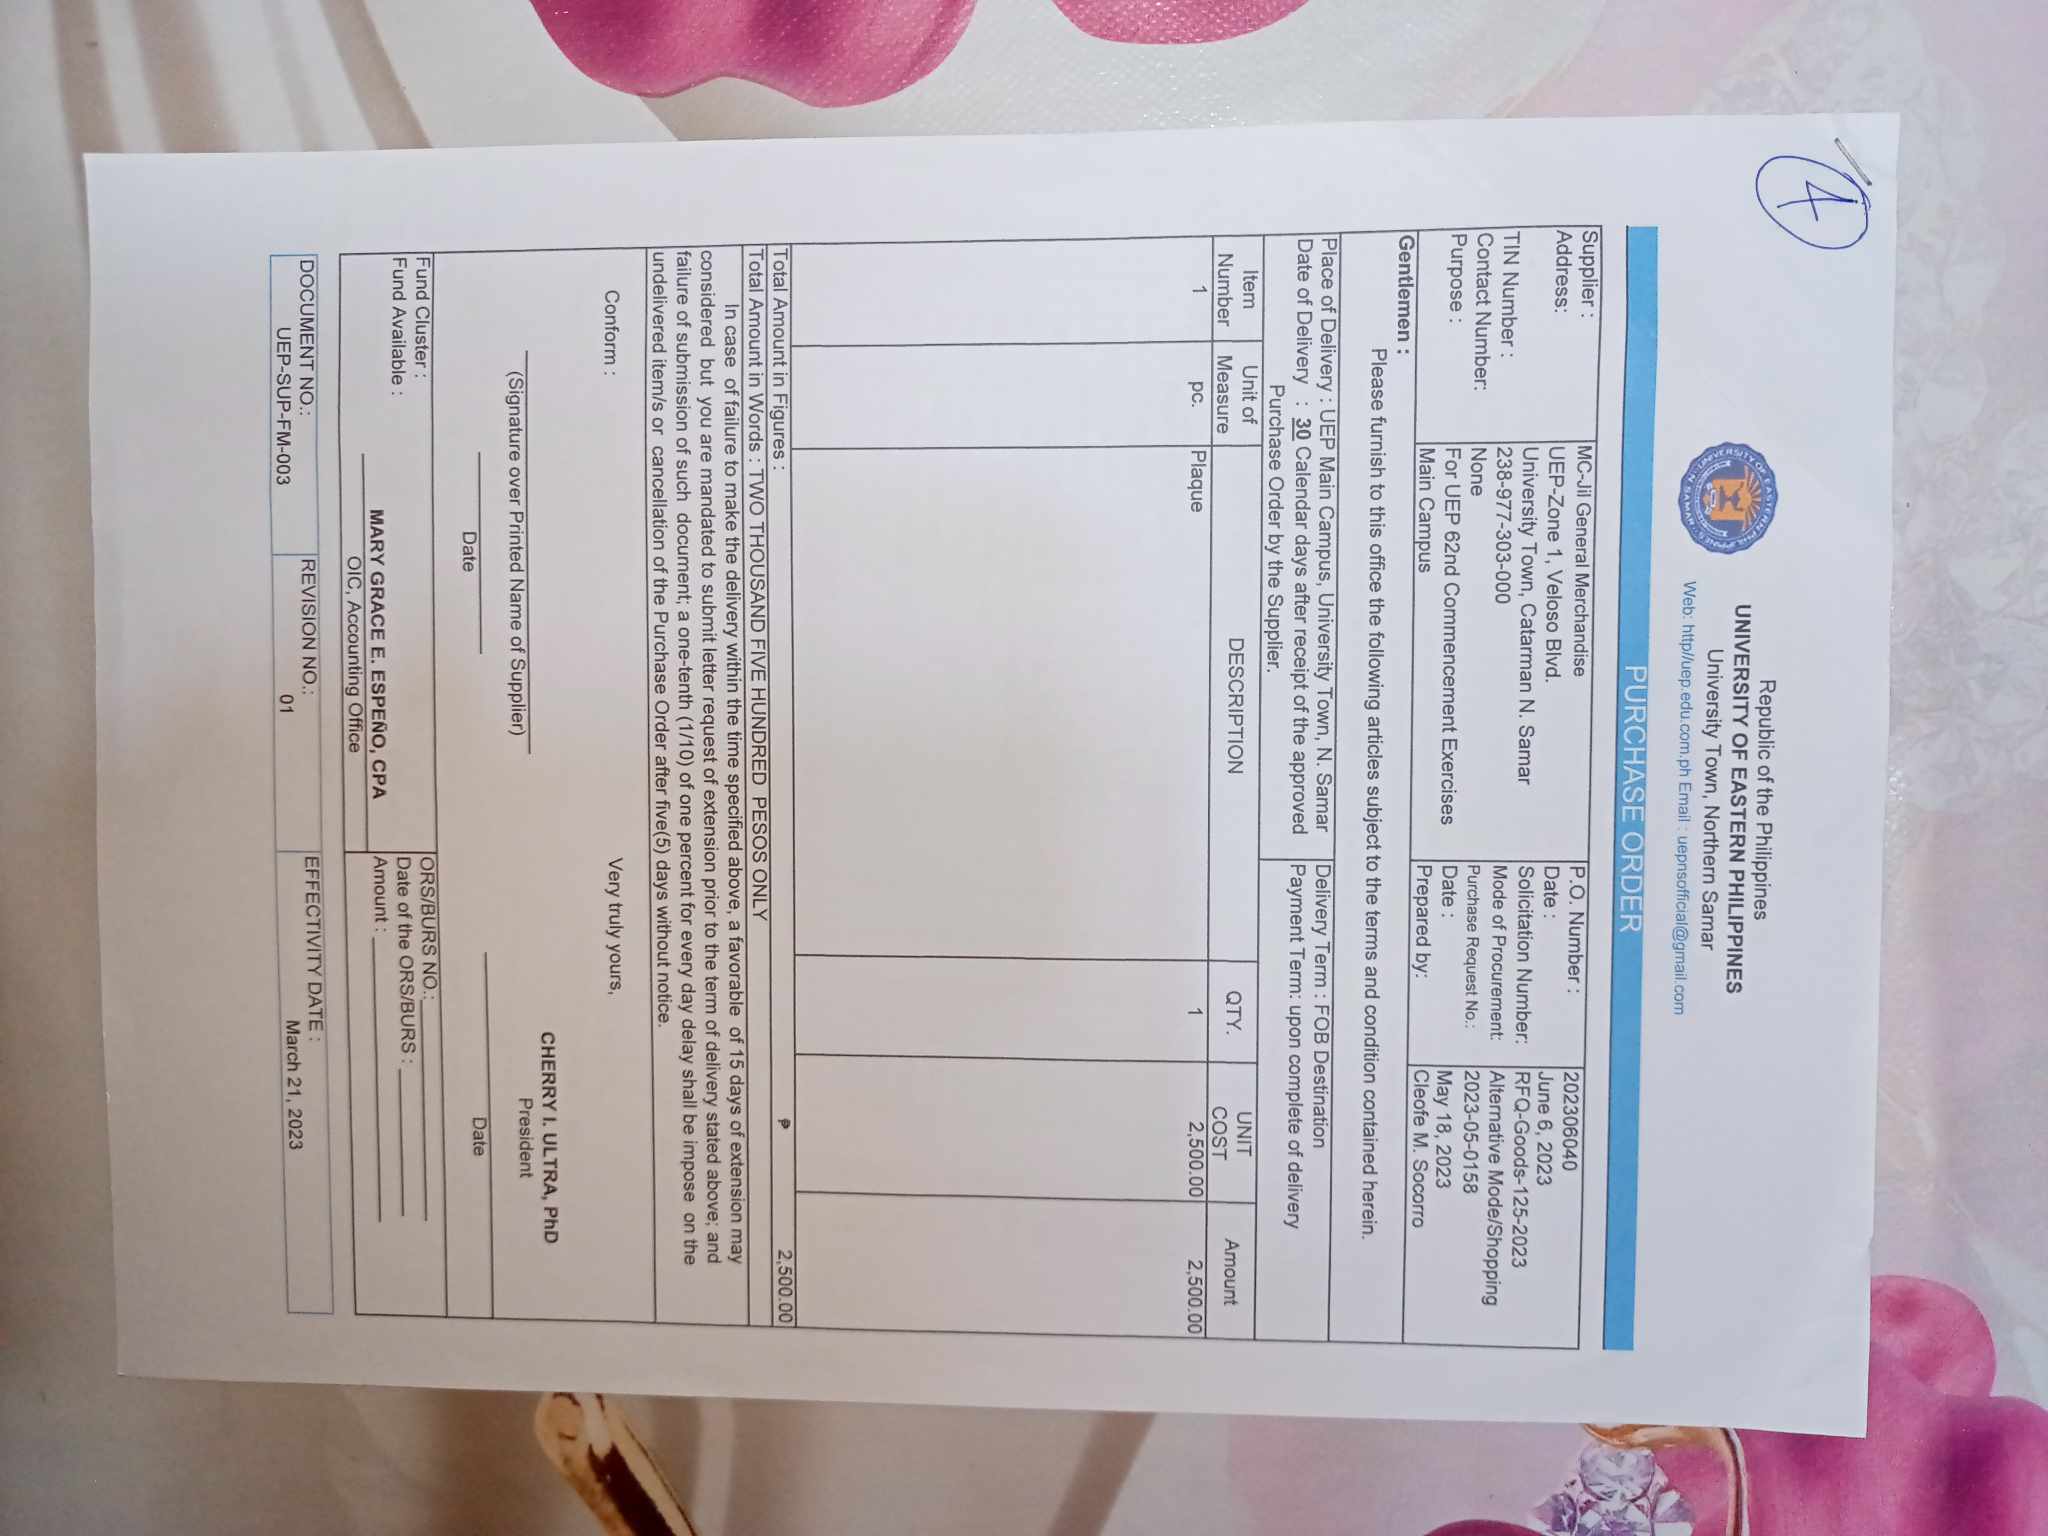 4
Republic of the Philippines
UNIVERSITY OF EASTERN PHILIPPINES
University Town, Northern Samar
Web: http//uep.edu.com.ph Email : uepnsofficial@gmail.com
UNIVERSITY OF EASTERN PHILIPPINES
PURCHASE ORDER
Supplier : MC-Jil General Merchandise
Address: UEP-Zone 1, Veloso Blvd.
University Town, Catarman N. Samar
TIN Number : 238-977-303-000
Contact Number: None
Purpose : For UEP 62nd Commencement Exercises
Main Campus
P.O. Number : 202306040
Date : June 6, 2023
Solicitation Number: RFQ-Goods-125-2023
Mode of Procurement: Alternative Mode/Shopping
Purchase Request No.: 2023-05-0158
Date : May 18, 2023
Prepared by: Cleofe M. Socorro
Gentlemen :
Please furnish to this office the following articles subject to the terms and condition contained herein.
Place of Delivery : UEP Main Campus, University Town, N. Samar
Date of Delivery : 30 Calendar days after receipt of the approved
Purchase Order by the Supplier.
Delivery Term : FOB Destination
Payment Term: upon complete of delivery
Item Number Unit of Measure DESCRIPTION QTY. UNIT COST Amount
1 pc. Plaque 1 2,500.00 2,500.00
Total Amount in Figures : ₱ 2,500.00
Total Amount in Words : TWO THOUSAND FIVE HUNDRED PESOS ONLY
In case of failure to make the delivery within the time specified above, a favorable of 15 days of extension may
considered but you are mandated to submit letter request of extension prior to the term of delivery stated above; and
failure of submission of such document; a one-tenth (1/10) of one percent for every day delay shall be impose on the
undelivered item/s or cancellation of the Purchase Order after five(5) days without notice.
Conform :
(Signature over Printed Name of Supplier)
Date
Very truly yours,
CHERRY I. ULTRA, PhD
President
Date
Fund Cluster :
Fund Available :
MARY GRACE E. ESPEÑO, CPA
OIC, Accounting Office
ORS/BURS NO.:
Date of the ORS/BURS :
Amount :
DOCUMENT NO.:
UEP-SUP-FM-003
REVISION NO.:
01
EFFECTIVITY DATE :
March 21, 2023